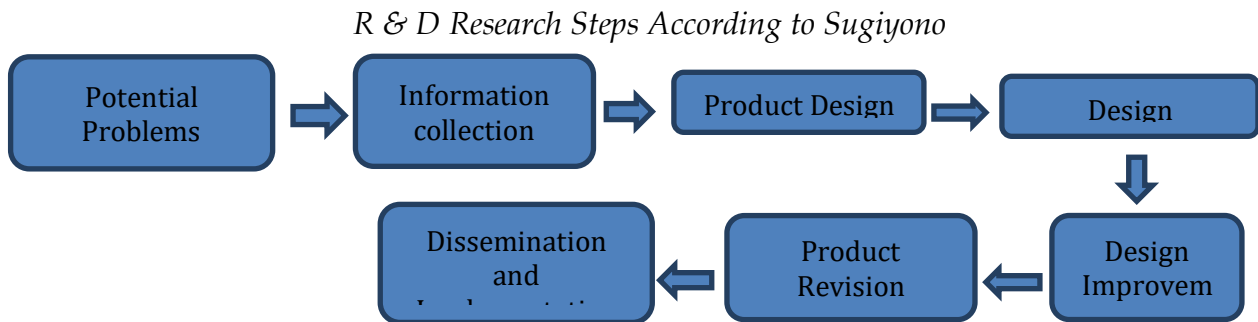 R & D Research Steps According to Sugiyono
Potential
Problems
Information
collection
Product Design
Design
Design
Improvem
Product
Revision
Dissemination
and